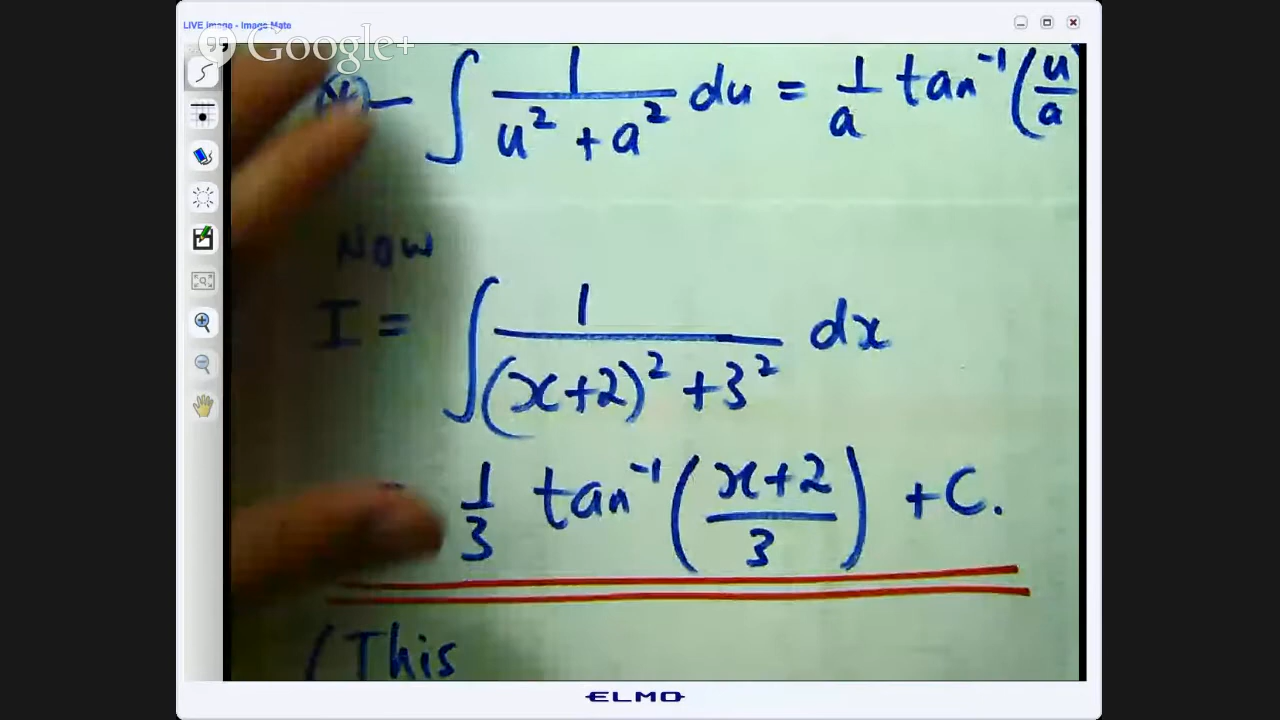 LIVE Image - Image Mate
Google+
∫ 1/(u² + a²) du = 1/a tan⁻¹(u/a
Now
I = ∫ 1/((x+2)² + 3²) dx
1/3 tan⁻¹((x+2)/3) + C.
(This
ELMO